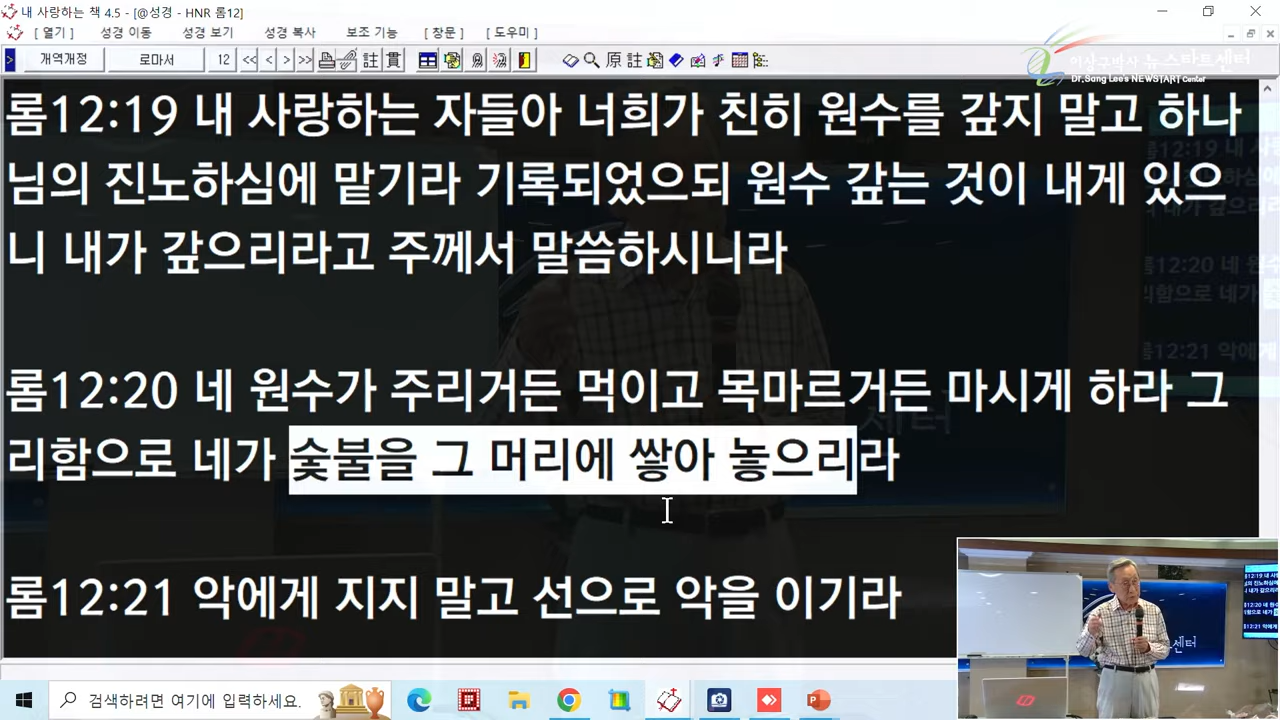 내 사랑하는 책 4.5 - [@성경 - HNR 롬12]
[ 열기 ] 성경 이동 성경 보기 성경 복사 보조 기능 [ 창문 ] [ 도우미 ]
개역개정 로마서 12 << < > >> 註 貫 原 註
이상구박사 뉴스타트센터
Dr. Sang Lee's NEWSTART Center
롬12:19 내 사랑하는 자들아 너희가 친히 원수를 갚지 말고 하나
님의 진노하심에 맡기라 기록되었으되 원수 갚는 것이 내게 있으
니 내가 갚으리라고 주께서 말씀하시니라
롬12:20 네 원수가 주리거든 먹이고 목마르거든 마시게 하라 그
리함으로 네가 숯불을 그 머리에 쌓아 놓으리라
롬12:21 악에게 지지 말고 선으로 악을 이기라
검색하려면 여기에 입력하세요.